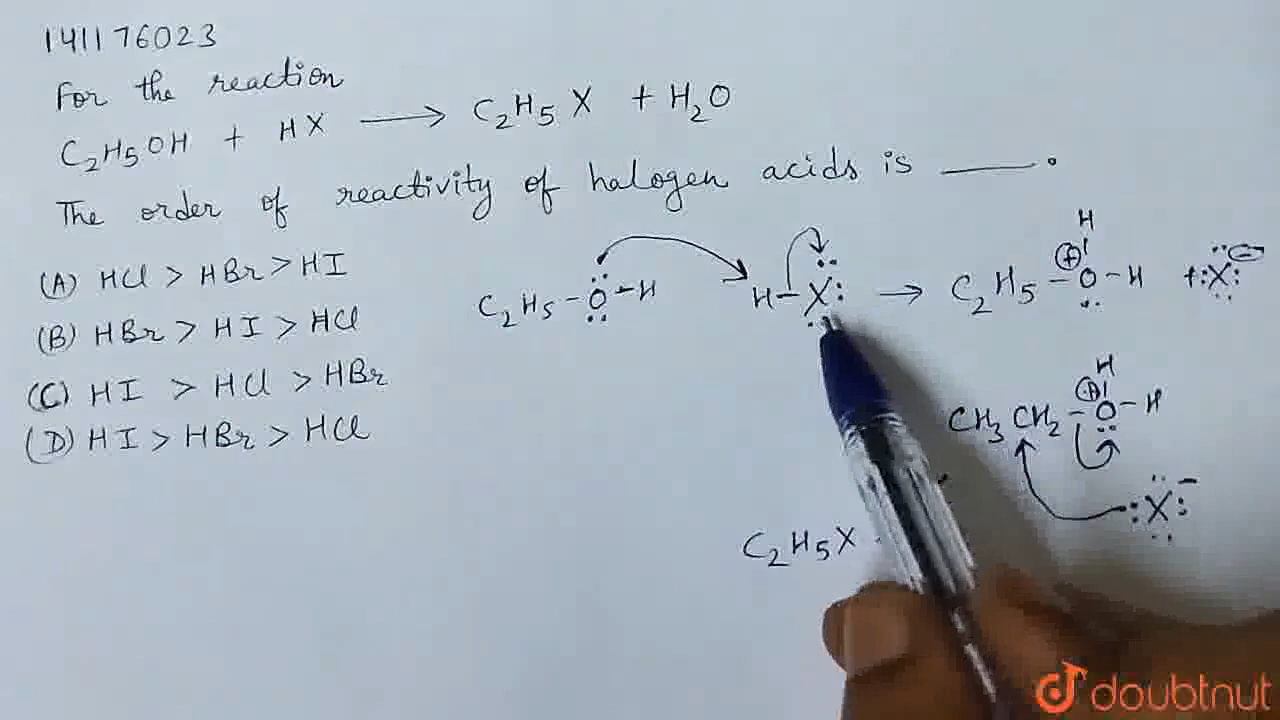 141176023
For the reaction
C₂H₅OH + HX ⟶ C₂H₅X + H₂O
The order of reactivity of halogen acids is ____.
(A) HCl > HBr > HI
(B) HBr > HI > HCl
(C) HI > HCl > HBr
(D) HI > HBr > HCl
C₂H₅-O-H H-X → C₂H₅-O-H + X
H
⊕ ⊖
CH₃CH₂-O-H
H
⊕
X⁻
C₂H₅X
doubtnut